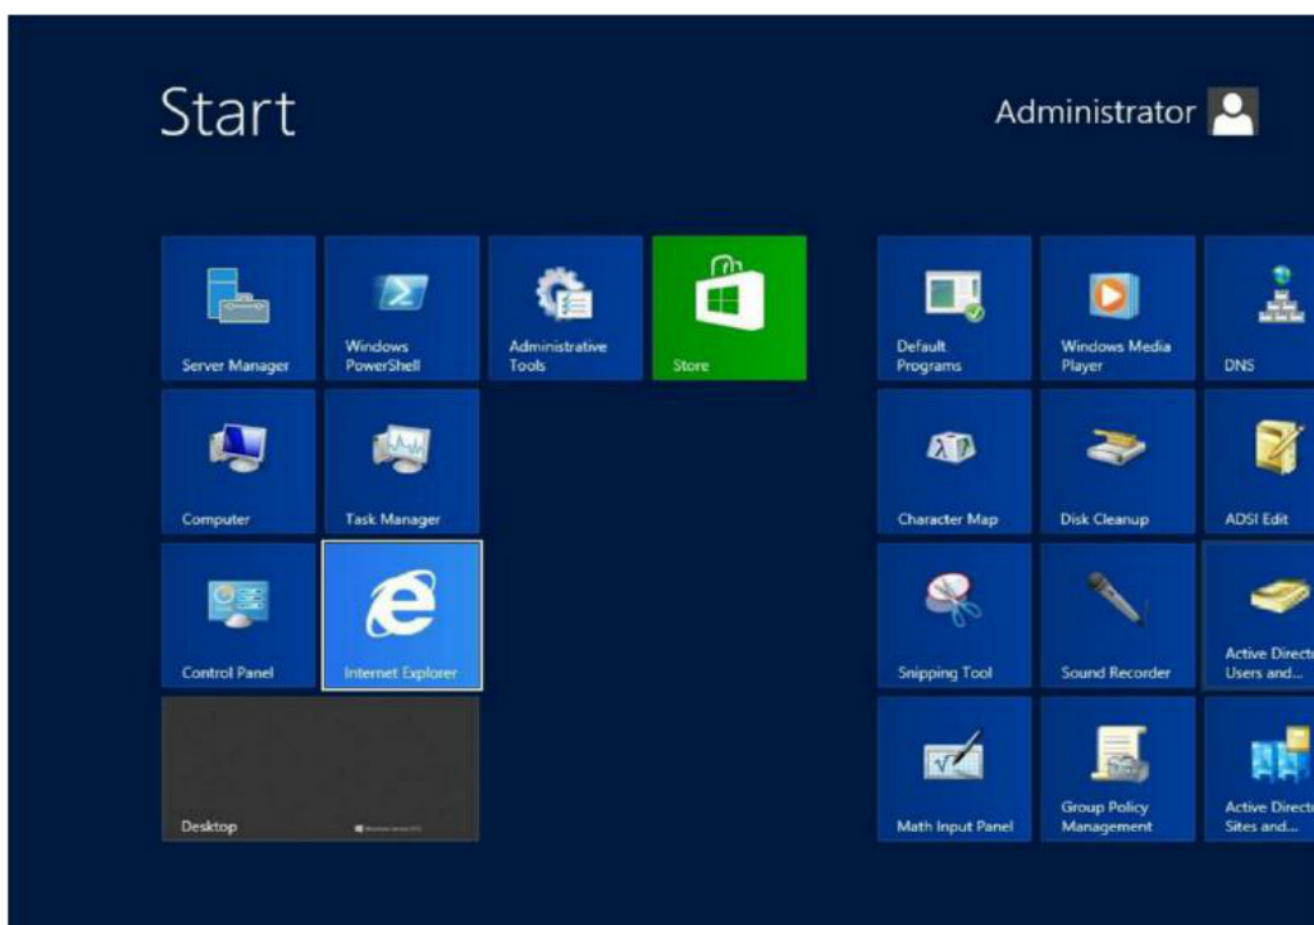 Start
Administrator
Server Manager
Windows
PowerShell
Administrative
Tools
Store
Default
Programs
Windows Media
Player
DNS
Computer
Task Manager
Character Map
Disk Cleanup
ADSI Edit
Control Panel
Internet Explorer
Snipping Tool
Sound Recorder
Active Directo
Users and...
Desktop
Math Input Panel
Group Policy
Management
Active Directo
Sites and...